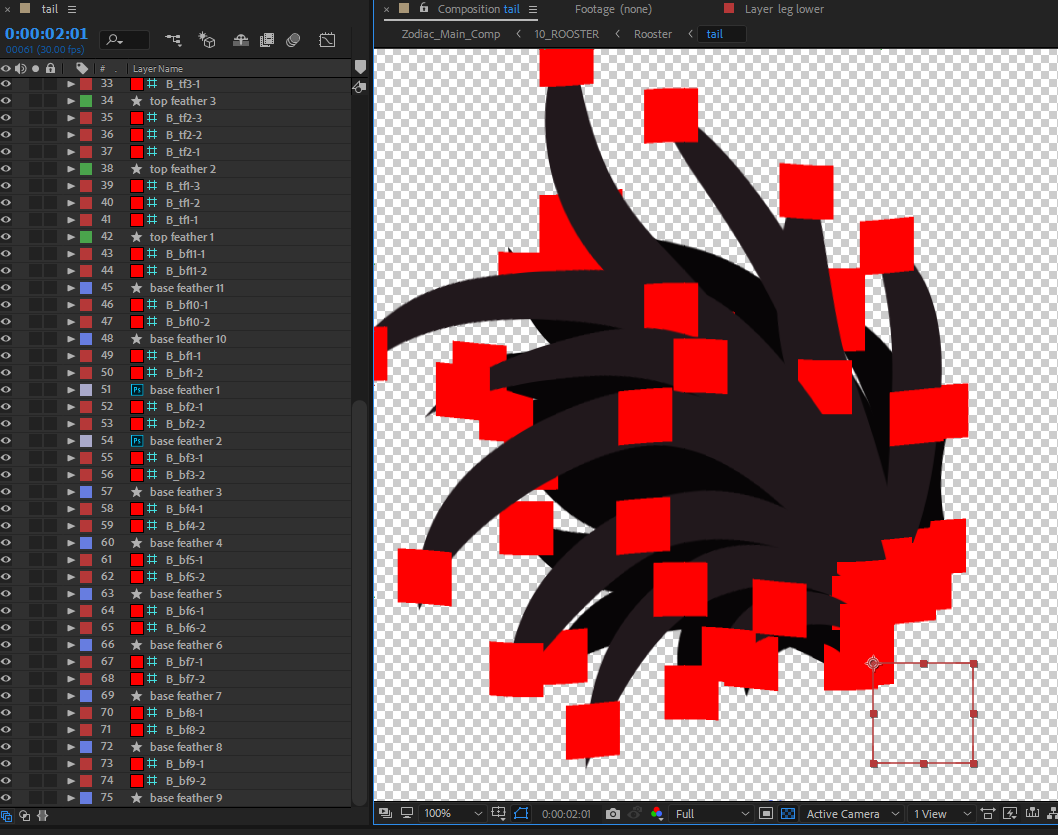 tail
Composition tail
Footage (none)
Layer leg lower
0:00:02:01
00061 (30.00 fps)
Zodiac_Main_Comp
10_ROOSTER
Rooster
tail
# . Layer Name
33 B_tf3-1
34 top feather 3
35 B_tf2-3
36 B_tf2-2
37 B_tf2-1
38 top feather 2
39 B_tf1-3
40 B_tf1-2
41 B_tf1-1
42 top feather 1
43 B_bf11-1
44 B_bf11-2
45 base feather 11
46 B_bf10-1
47 B_bf10-2
48 base feather 10
49 B_bf1-1
50 B_bf1-2
51 Ps base feather 1
52 B_bf2-1
53 B_bf2-2
54 Ps base feather 2
55 B_bf3-1
56 B_bf3-2
57 base feather 3
58 B_bf4-1
59 B_bf4-2
60 base feather 4
61 B_bf5-1
62 B_bf5-2
63 base feather 5
64 B_bf6-1
65 B_bf6-2
66 base feather 6
67 B_bf7-1
68 B_bf7-2
69 base feather 7
70 B_bf8-1
71 B_bf8-2
72 base feather 8
73 B_bf9-1
74 B_bf9-2
75 base feather 9
100%
0:00:02:01
Full
Active Camera
1 View